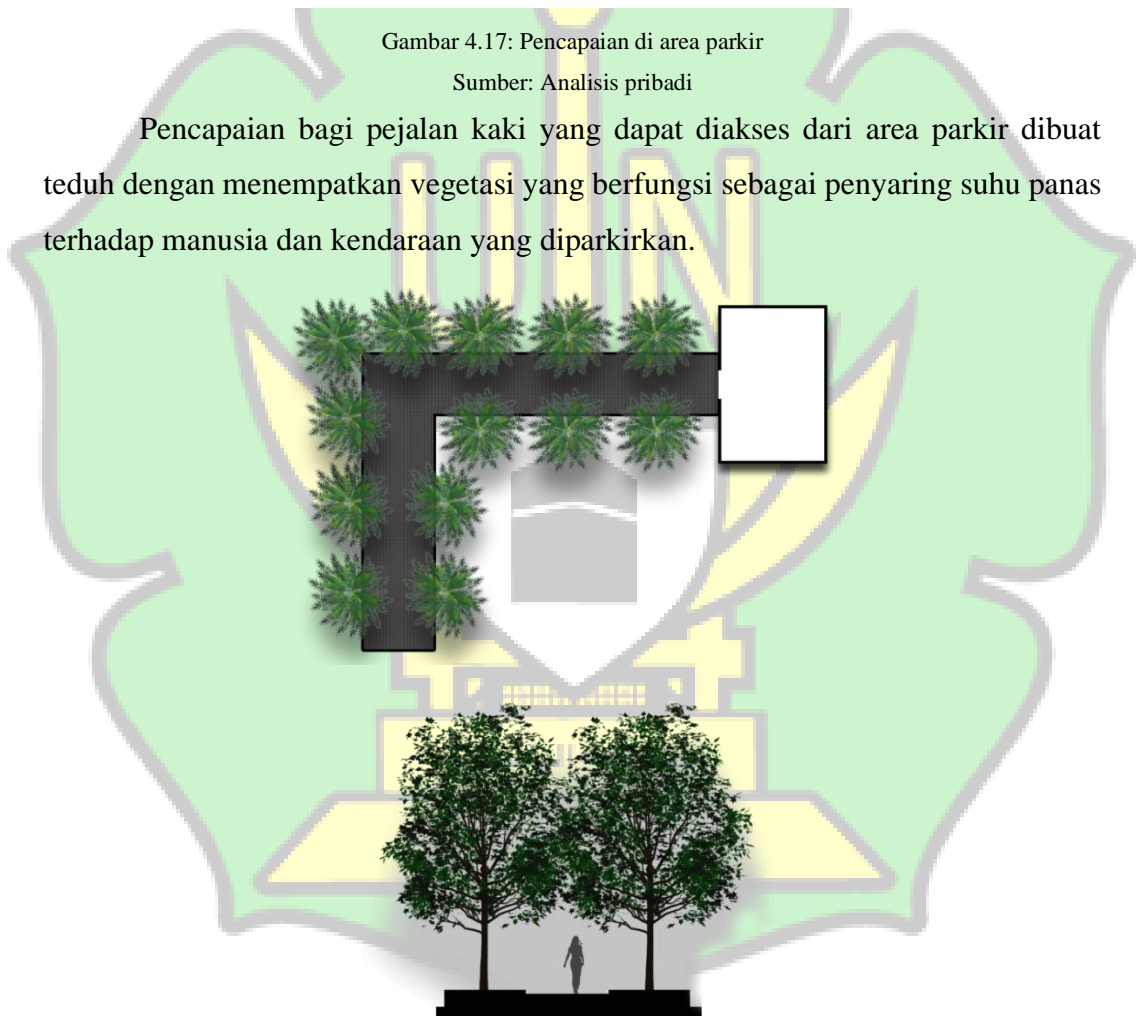 Gambar 4.17: Pencapaian di area parkir
Sumber: Analisis pribadi
Pencapaian bagi pejalan kaki yang dapat diakses dari area parkir dibuat
teduh dengan menempatkan vegetasi yang berfungsi sebagai penyaring suhu panas
terhadap manusia dan kendaraan yang diparkirkan.
UIN